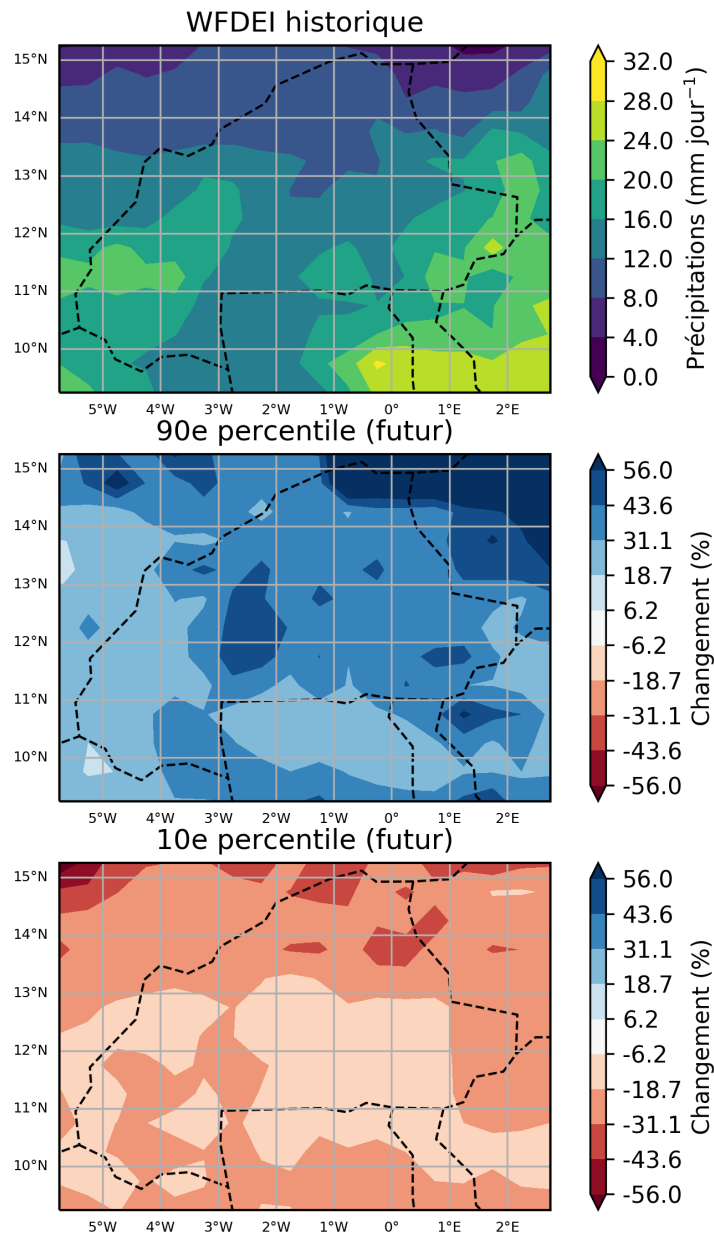 WFDEI historique
15°N
14°N
13°N
12°N
11°N
10°N
5°W 4°W 3°W 2°W 1°W 0° 1°E 2°E
32.0
28.0
24.0
20.0
16.0
12.0
8.0
4.0
0.0
Précipitations (mm jour⁻¹)
90e percentile (futur)
15°N
14°N
13°N
12°N
11°N
10°N
5°W 4°W 3°W 2°W 1°W 0° 1°E 2°E
56.0
43.6
31.1
18.7
6.2
-6.2
-18.7
-31.1
-43.6
-56.0
Changement (%)
10e percentile (futur)
15°N
14°N
13°N
12°N
11°N
10°N
5°W 4°W 3°W 2°W 1°W 0° 1°E 2°E
56.0
43.6
31.1
18.7
6.2
-6.2
-18.7
-31.1
-43.6
-56.0
Changement (%)